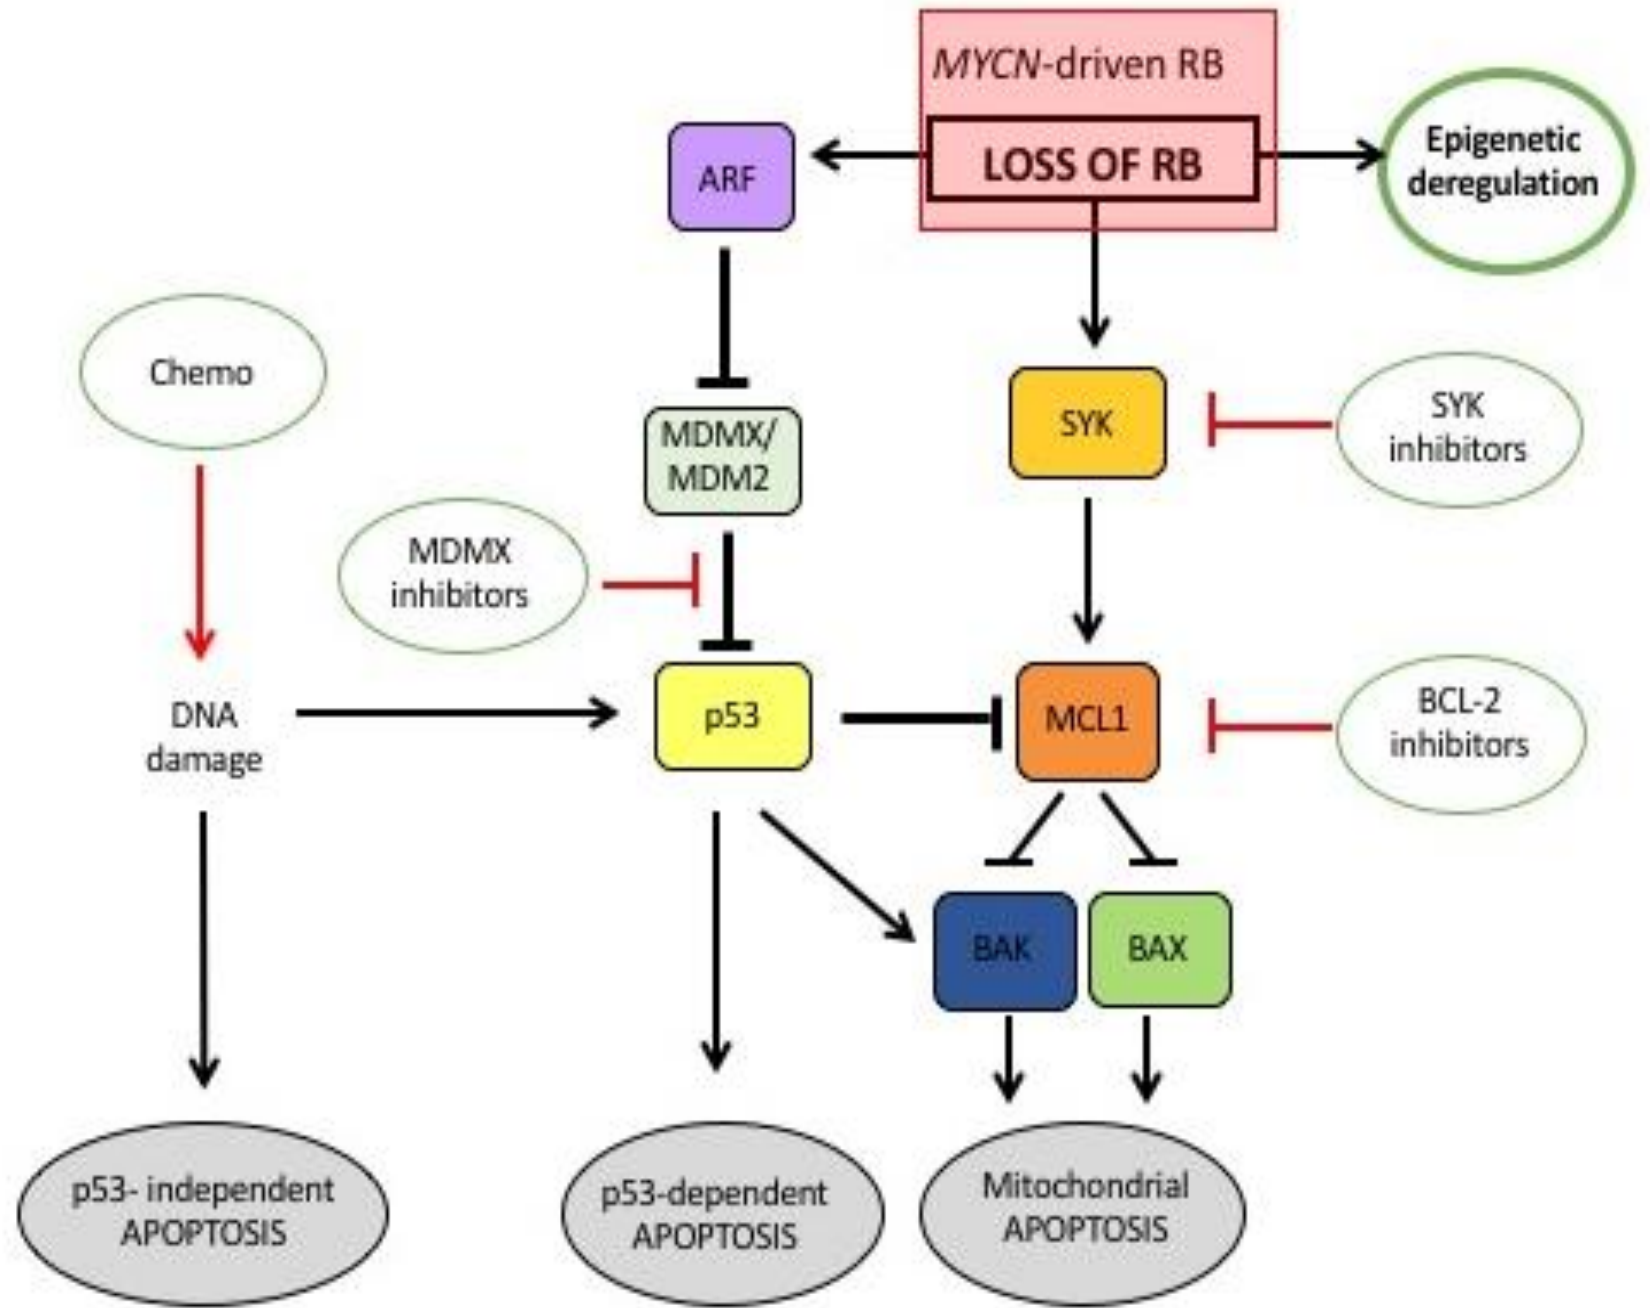 MYCN-driven RB
LOSS OF RB
Epigenetic
deregulation
ARF
Chemo
MDMX/
MDM2
SYK
SYK
inhibitors
MDMX
inhibitors
DNA
damage
p53
MCL1
BCL-2
inhibitors
BAK
BAX
p53- independent
APOPTOSIS
p53-dependent
APOPTOSIS
Mitochondrial
APOPTOSIS